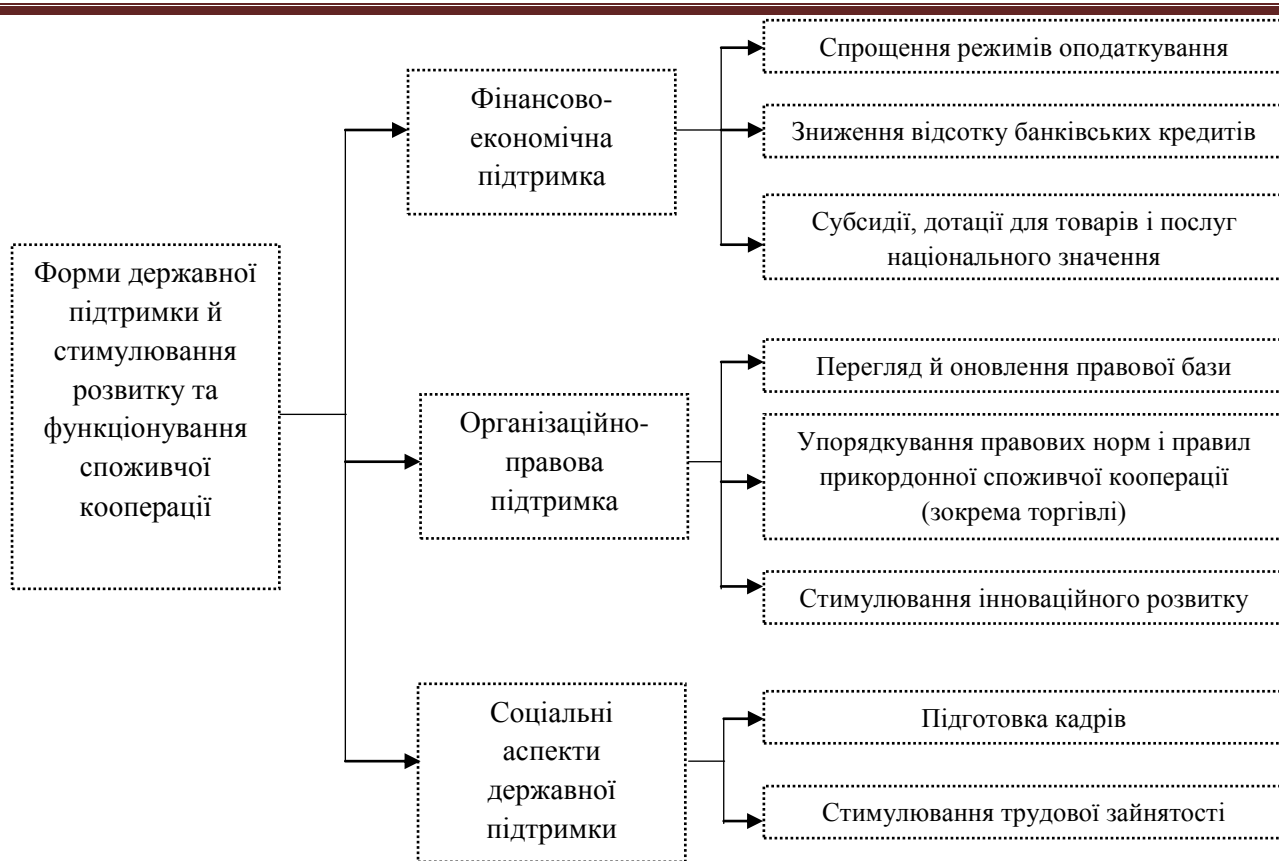 Форми державної
підтримки й
стимулювання
розвитку та
функціонування
споживчої
кооперації
Фінансово-
економічна
підтримка
Спрощення режимів оподаткування
Зниження відсотку банківських кредитів
Субсидії, дотації для товарів і послуг
національного значення
Організаційно-
правова
підтримка
Перегляд й оновлення правової бази
Упорядкування правових норм і правил
прикордонної споживчої кооперації
(зокрема торгівлі)
Стимулювання інноваційного розвитку
Соціальні
аспекти
державної
підтримки
Підготовка кадрів
Стимулювання трудової зайнятості